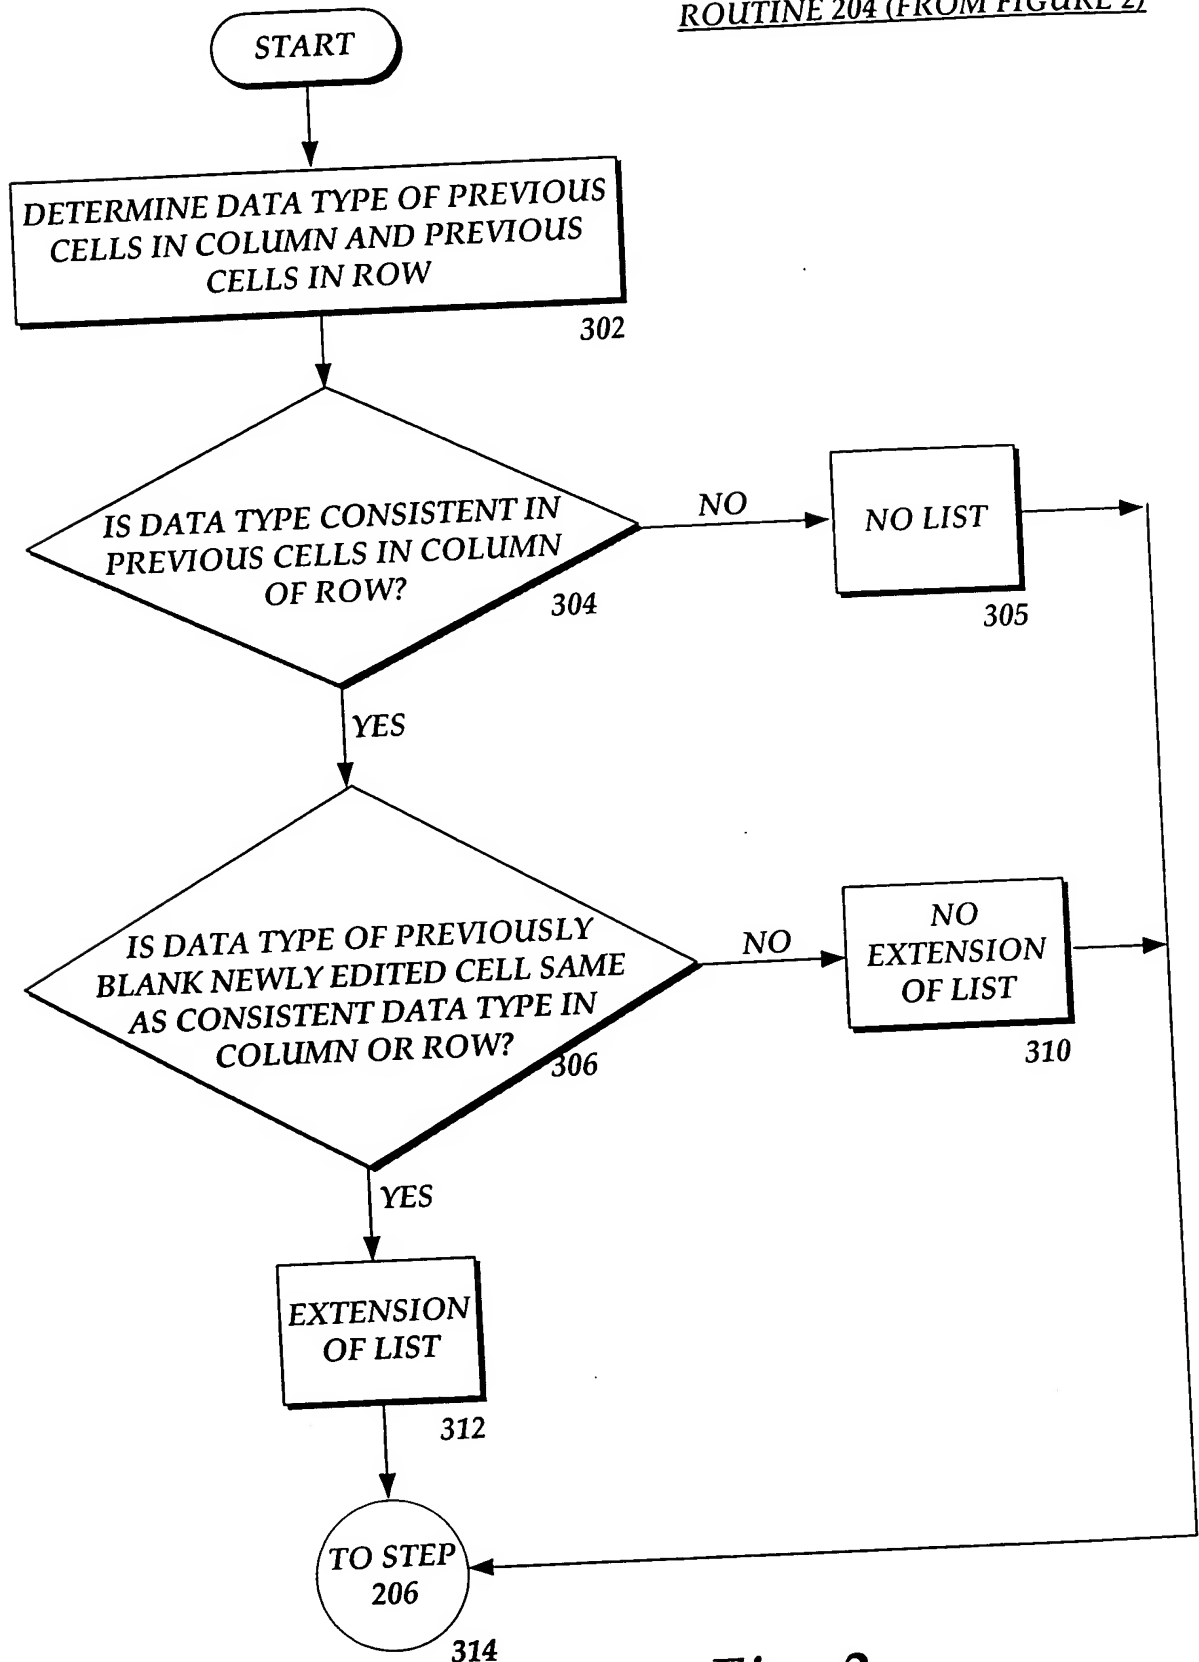 ROUTINE 204 (FROM FIGURE 2)
START
DETERMINE DATA TYPE OF PREVIOUS
CELLS IN COLUMN AND PREVIOUS
CELLS IN ROW
302
IS DATA TYPE CONSISTENT IN
PREVIOUS CELLS IN COLUMN
OF ROW?
304
NO
NO LIST
305
YES
IS DATA TYPE OF PREVIOUSLY
BLANK NEWLY EDITED CELL SAME
AS CONSISTENT DATA TYPE IN
COLUMN OR ROW?
306
NO
NO
EXTENSION
OF LIST
310
YES
EXTENSION
OF LIST
312
TO STEP
206
314